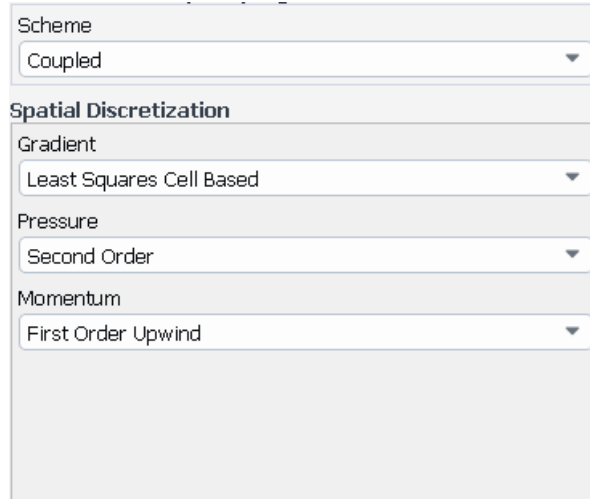 Scheme
Coupled
Spatial Discretization
Gradient
Least Squares Cell Based
Pressure
Second Order
Momentum
First Order Upwind